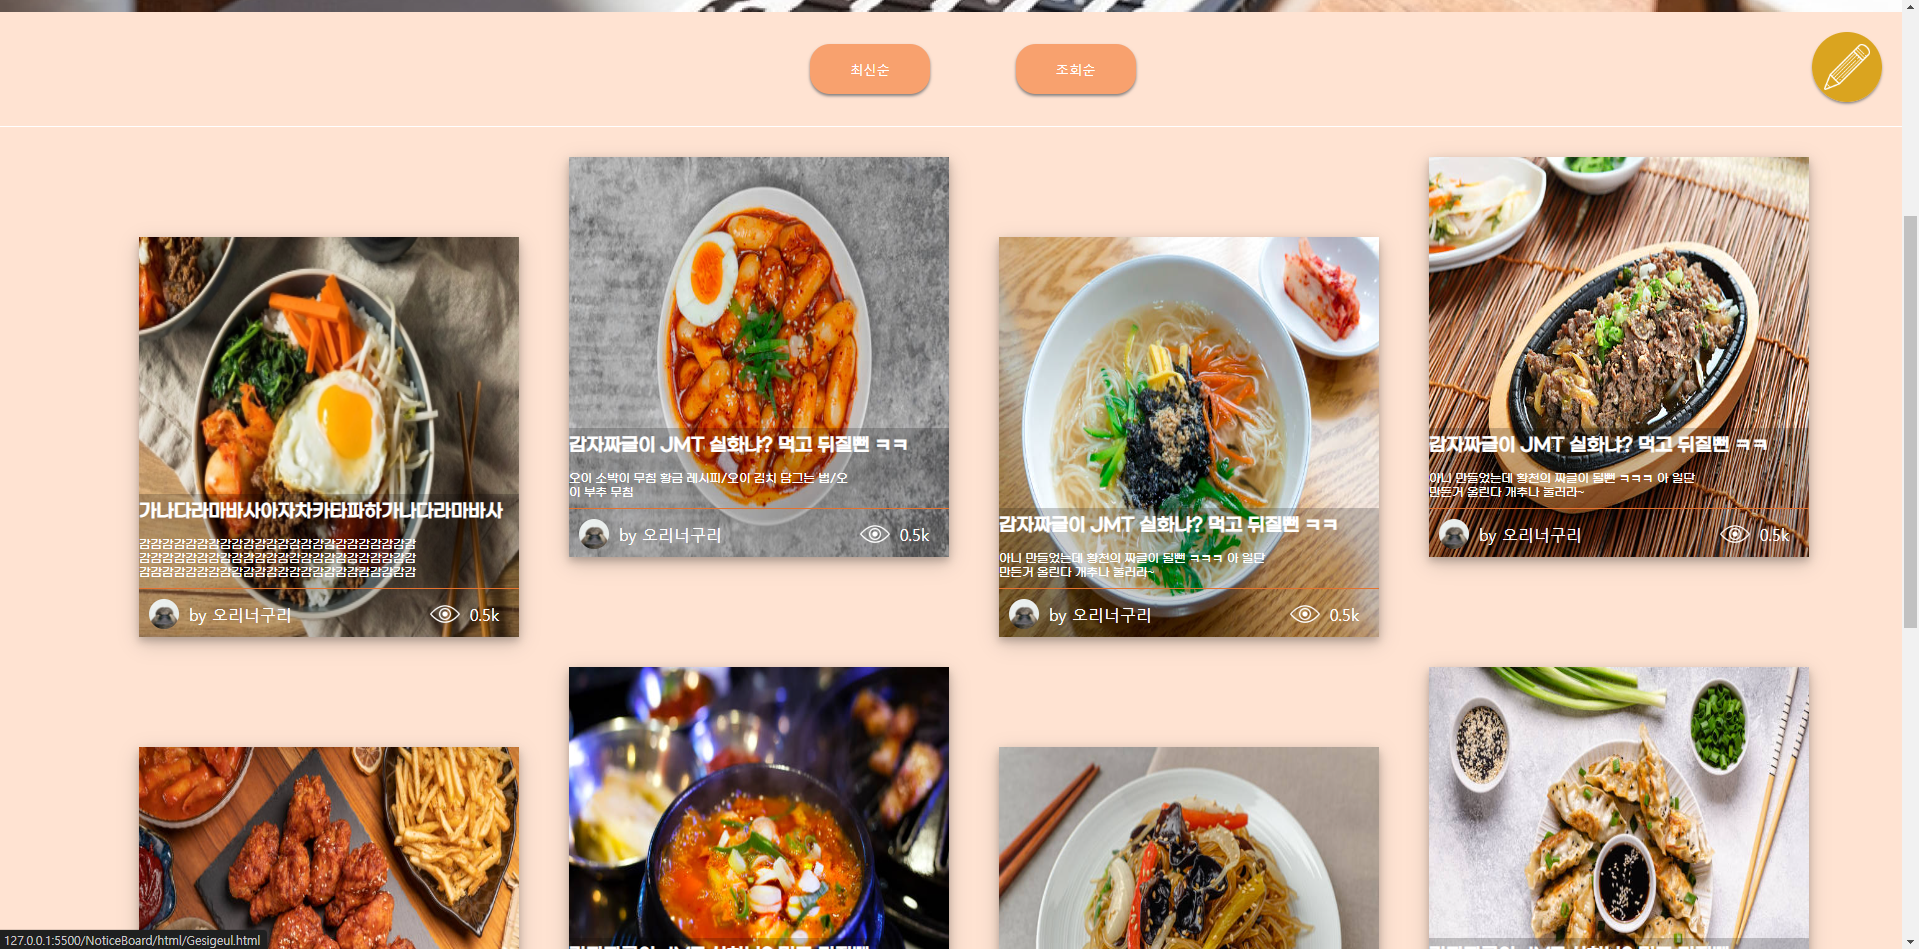 최신순
조회순
가나다라마바사아자차카타파하가나다라마바사
감감감감감감감감감감감감감감감감감감감감감감감감
감감감감감감감감감감감감감감감감감감감감감감감감
감감감감감감감감감감감감감감감감감감감감감감감감
by 오리너구리
0.5k
감자짜글이 JMT 실화냐? 먹고 뒤질뻔 ㅋㅋ
오이 소박이 무침 황금 레시피/오이 김치 담그는 법/오
이 부추 무침
by 오리너구리
0.5k
감자짜글이 JMT 실화냐? 먹고 뒤질뻔 ㅋㅋ
아니 만들었는데 황천의 짜글이 될뻔 ㅋㅋㅋ 아 일단
만든거 올린다 개추나 눌러라~
by 오리너구리
0.5k
감자짜글이 JMT 실화냐? 먹고 뒤질뻔 ㅋㅋ
아니 만들었는데 황천의 짜글이 될뻔 ㅋㅋㅋ 아 일단
만든거 올린다 개추나 눌러라~
by 오리너구리
0.5k
127.0.0.1:5500/NoticeBoard/html/Gesigeul.html